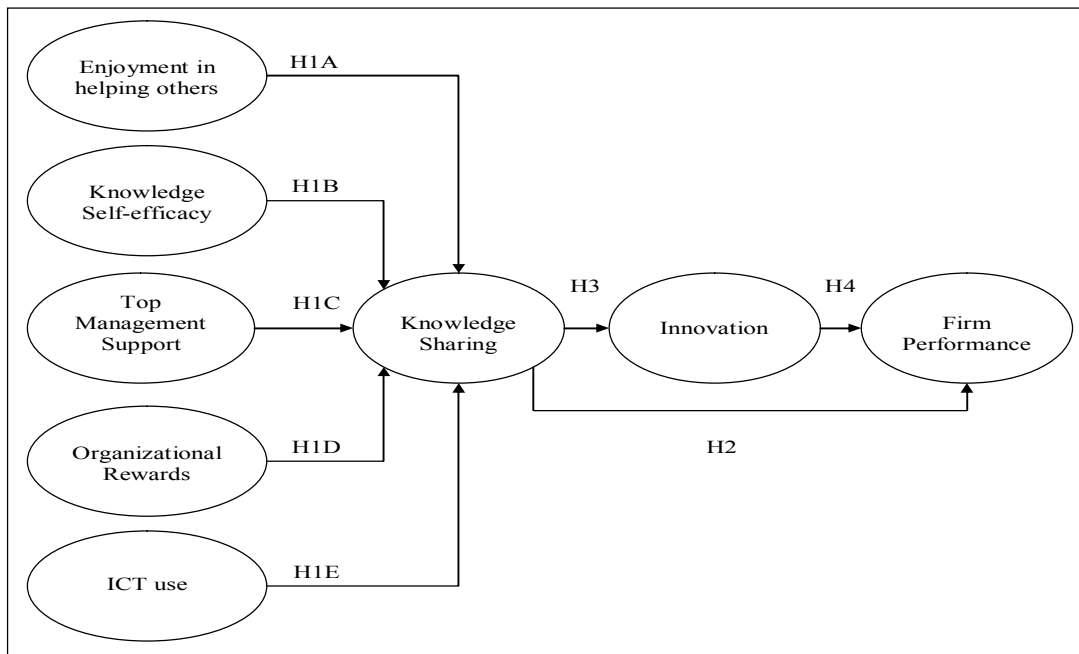 Enjoyment in
helping others
H1A
Knowledge
Self-efficacy
H1B
Top
Management
Support
H1C
Organizational
Rewards
H1D
ICT use
H1E
Knowledge
Sharing
H3
Innovation
H4
Firm
Performance
H2